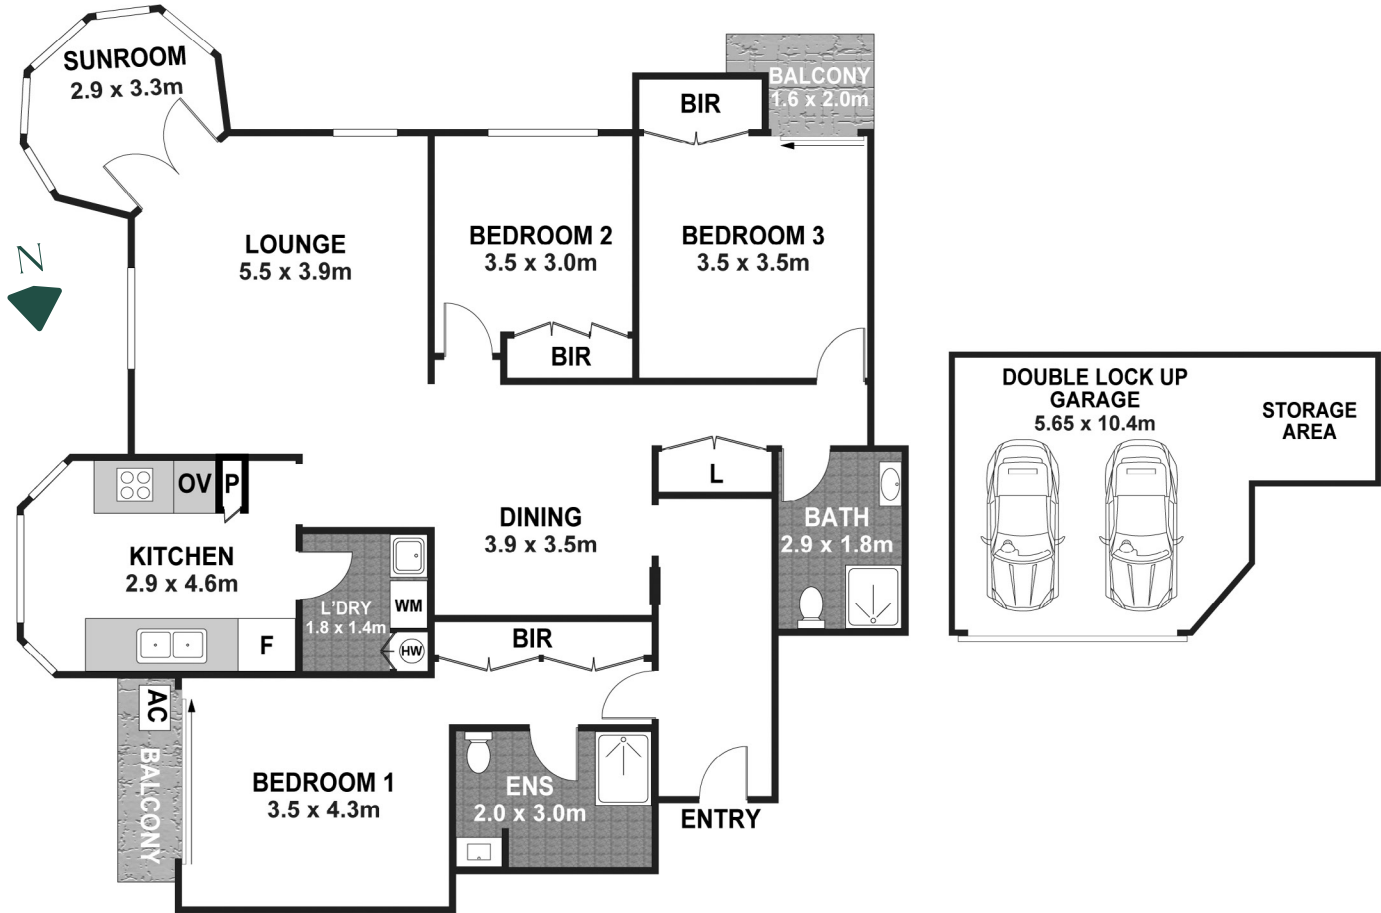 SUNROOM
2.9 x 3.3m
BALCONY
1.6 x 2.0m
BIR
N
LOUNGE
5.5 x 3.9m
BEDROOM 2
3.5 x 3.0m
BEDROOM 3
3.5 x 3.5m
BIR
DOUBLE LOCK UP
GARAGE
5.65 x 10.4m
STORAGE
AREA
OV
P
L
KITCHEN
2.9 x 4.6m
DINING
3.9 x 3.5m
BATH
2.9 x 1.8m
L'DRY
1.8 x 1.4m
WM
HW
F
BIR
AC
BALCONY
BEDROOM 1
3.5 x 4.3m
ENS
2.0 x 3.0m
ENTRY